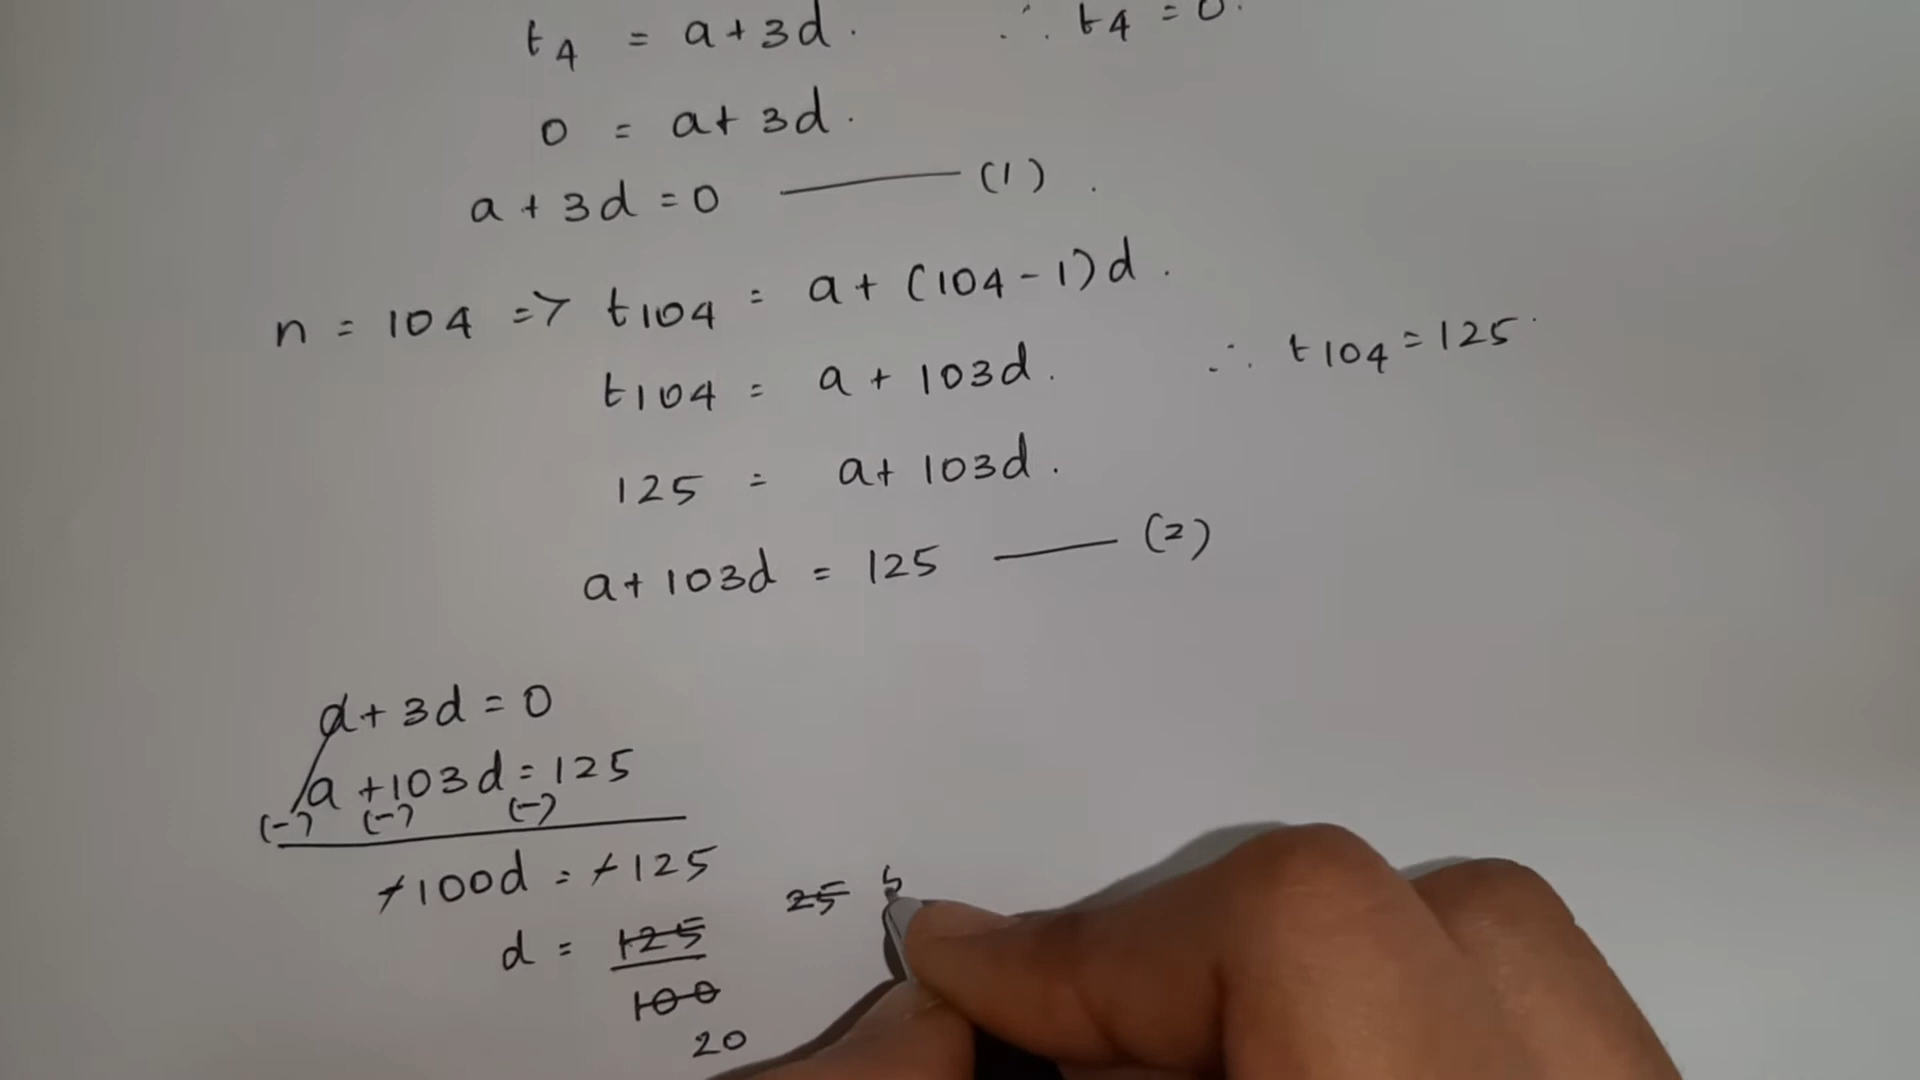 t4 = a + 3d. ∴ t4 = 0.
0 = a + 3d.
a + 3d = 0 ——— (1).
n = 104 => t104 = a + (104 - 1)d.
t104 = a + 103d. ∴ t104 = 125.
125 = a + 103d.
a + 103d = 125 ——— (2)
a + 3d = 0
a + 103d = 125
(-) (-) (-)
-100d = -125
25 5
d = 125/100
20